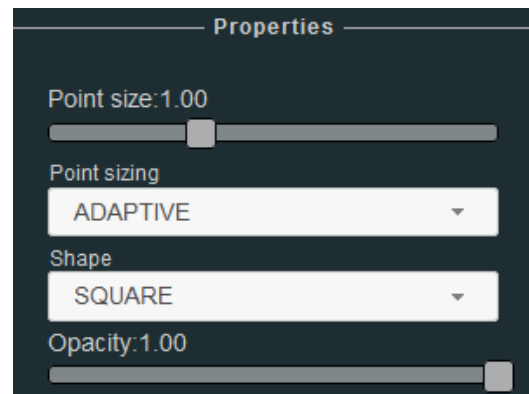 Properties
Point size:1.00
Point sizing
ADAPTIVE
Shape
SQUARE
Opacity:1.00